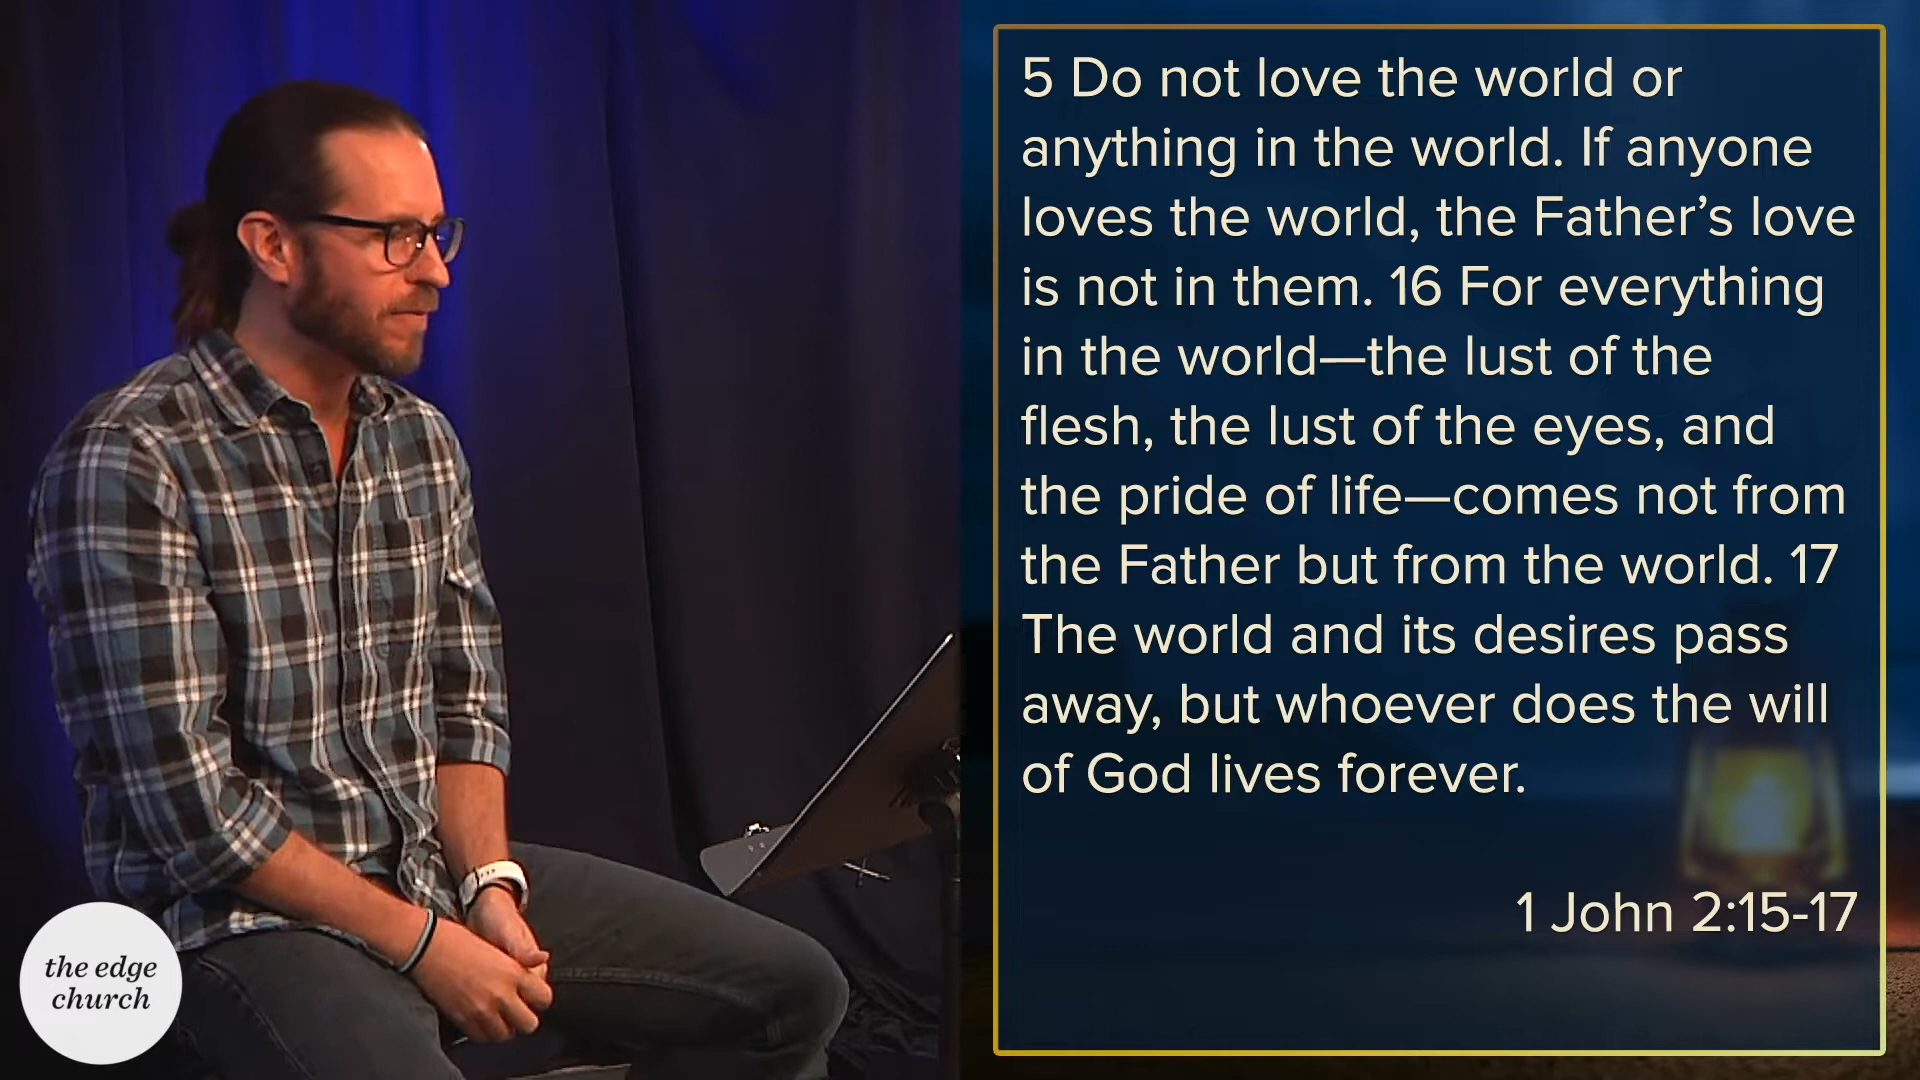 5 Do not love the world or
anything in the world. If anyone
loves the world, the Father’s love
is not in them. 16 For everything
in the world—the lust of the
flesh, the lust of the eyes, and
the pride of life—comes not from
the Father but from the world. 17
The world and its desires pass
away, but whoever does the will
of God lives forever.
1 John 2:15-17
the edge
church